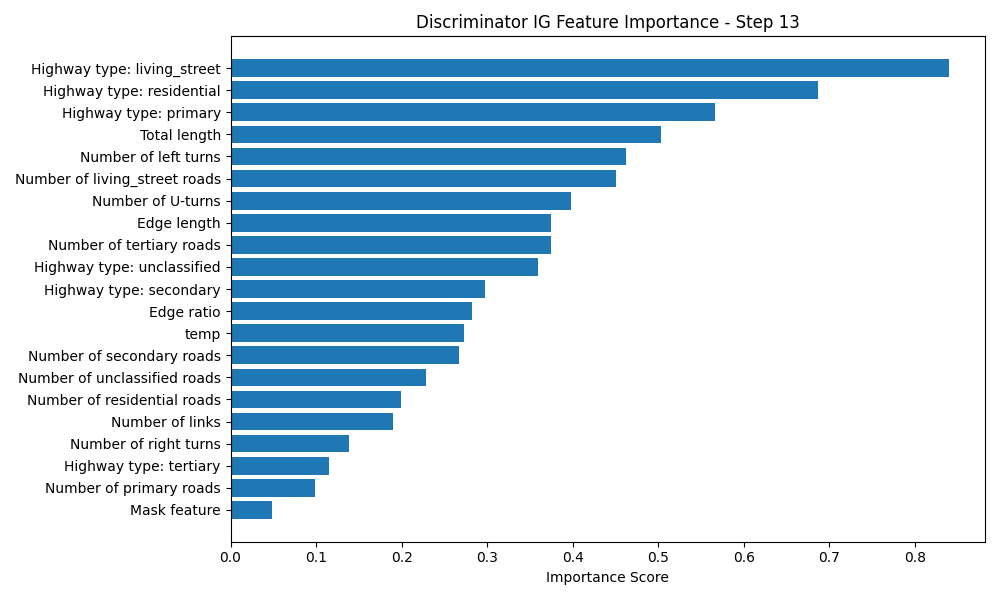 Discriminator IG Feature Importance - Step 13
Highway type: living_street
Highway type: residential
Highway type: primary
Total length
Number of left turns
Number of living_street roads
Number of U-turns
Edge length
Number of tertiary roads
Highway type: unclassified
Highway type: secondary
Edge ratio
temp
Number of secondary roads
Number of unclassified roads
Number of residential roads
Number of links
Number of right turns
Highway type: tertiary
Number of primary roads
Mask feature
0.0 0.1 0.2 0.3 0.4 0.5 0.6 0.7 0.8
Importance Score